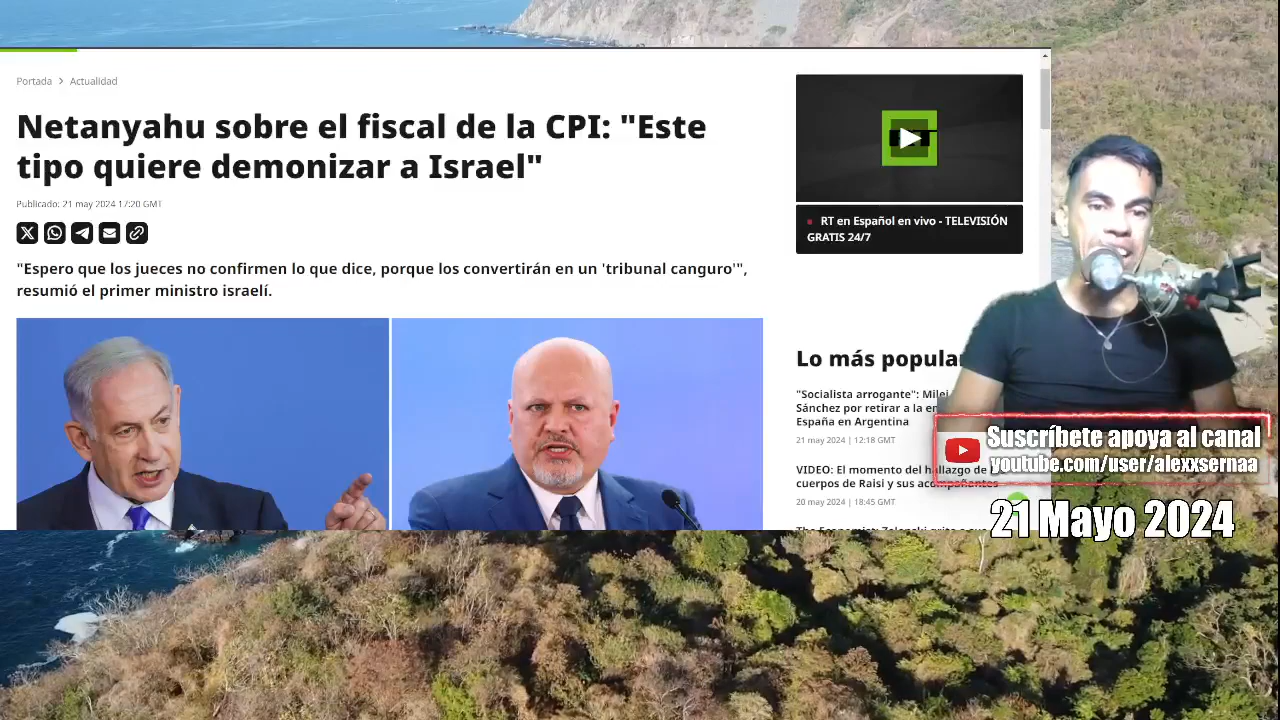 Portada > Actualidad
Netanyahu sobre el fiscal de la CPI: "Este
tipo quiere demonizar a Israel"
Publicado: 21 may 2024 17:20 GMT
"Espero que los jueces no confirmen lo que dice, porque los convertirán en un 'tribunal canguro'",
resumió el primer ministro israelí.
RT en Español en vivo - TELEVISIÓN
GRATIS 24/7
Lo más popular
"Socialista arrogante": Milei
Sánchez por retirar a la
España en Argentina
21 may 2024 | 12:18 GMT
VIDEO: El momento del hallazgo de
cuerpos de Raisi y sus acompañantes
20 may 2024 | 18:45 GMT
Suscríbete apoya al canal
youtube.com/user/alexxsernaa
21 Mayo 2024